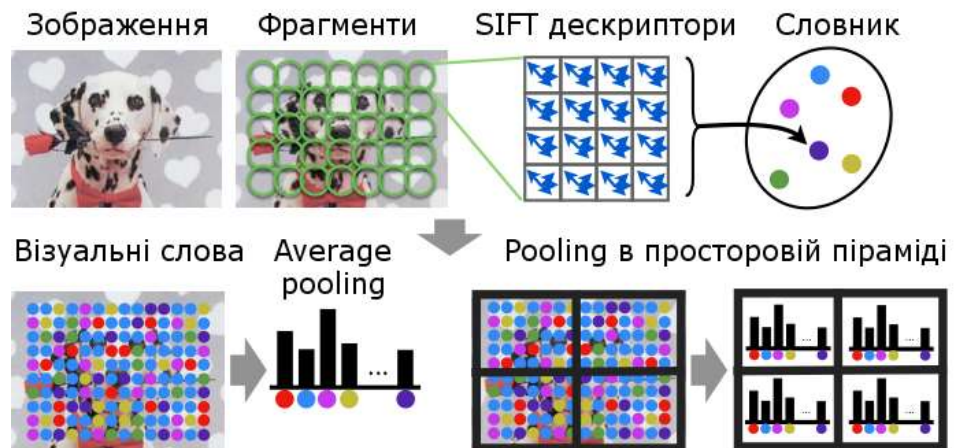 Зображення
Фрагменти
SIFT дескриптори
Словник
Візуальні слова
Average
pooling
Pooling в просторовій піраміді
...
...
...
...
...